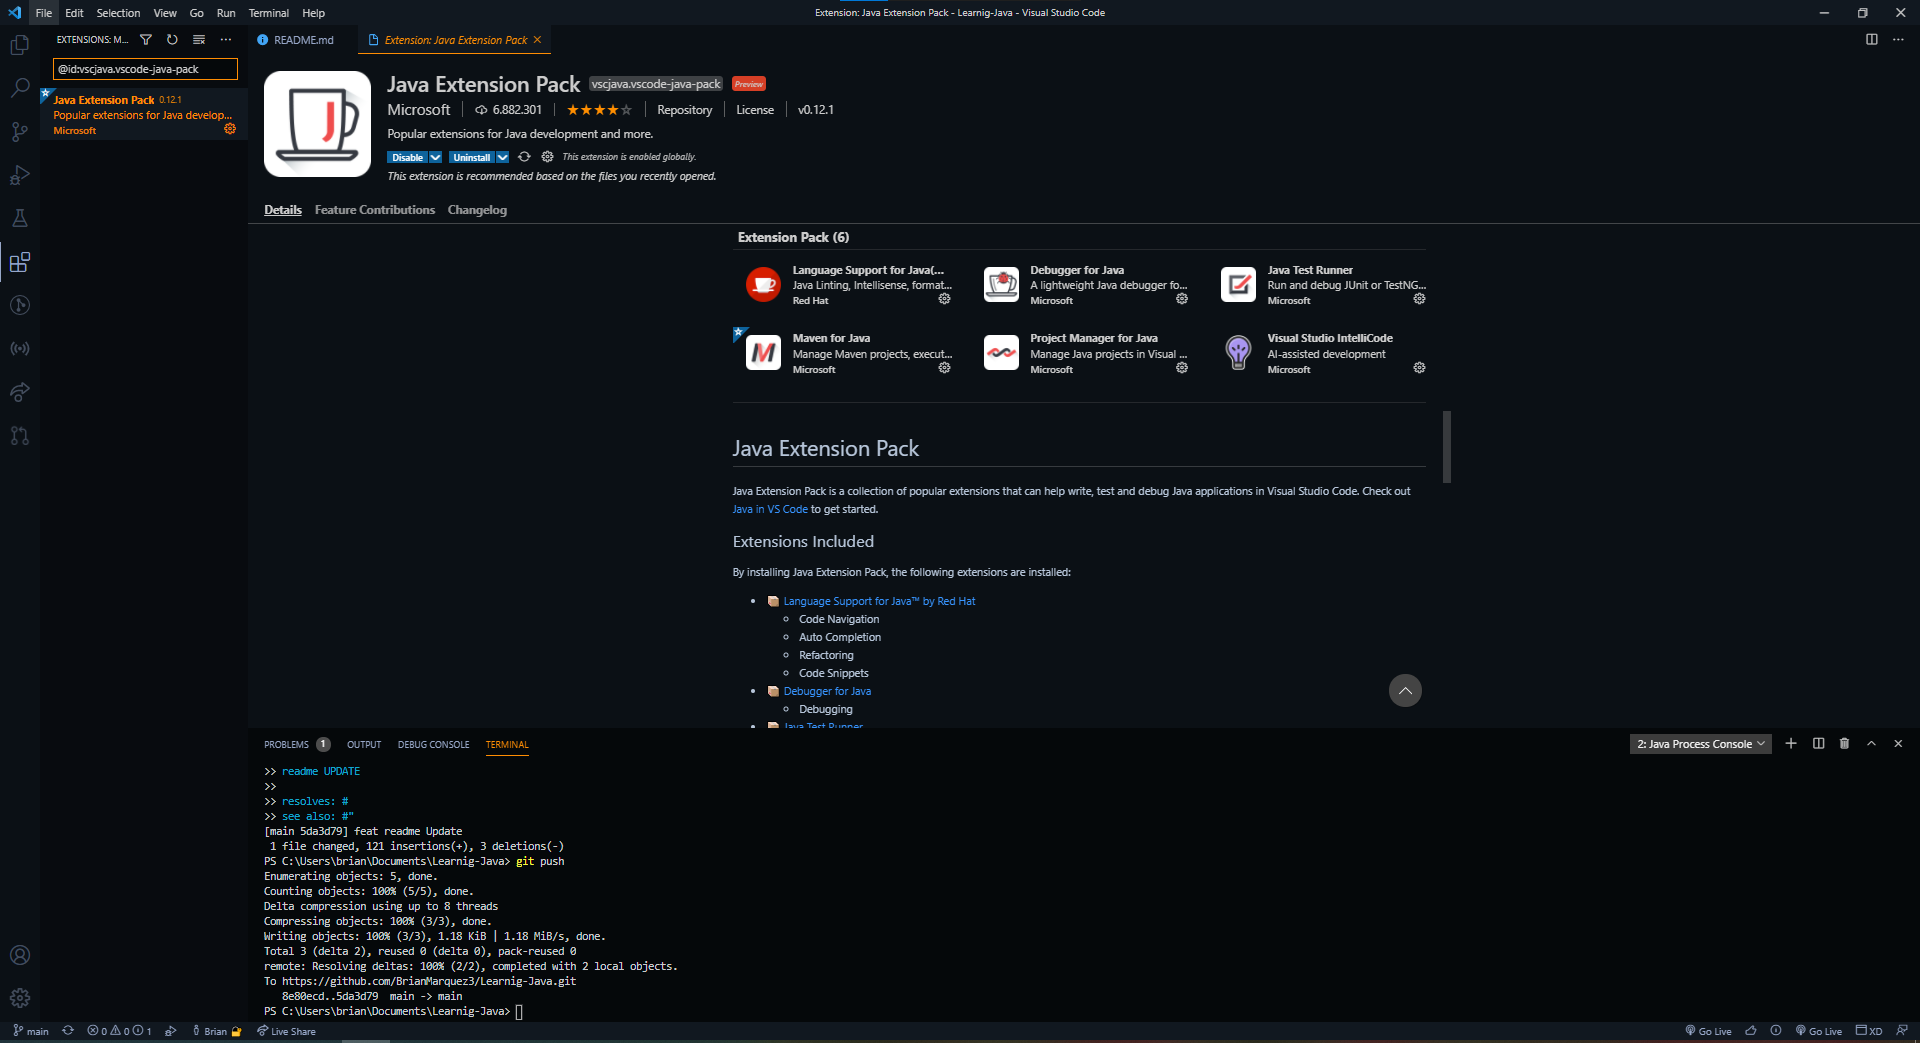 File Edit Selection View Go Run Terminal Help
Extension: Java Extension Pack - Learnig-Java - Visual Studio Code
EXTENSIONS: M...
README.md
Extension: Java Extension Pack
@id:vscjava.vscode-java-pack
Java Extension Pack 0.12.1
Popular extensions for Java develop...
Microsoft
Java Extension Pack vscjava.vscode-java-pack Preview
Microsoft 6.882.301 Repository License v0.12.1
Popular extensions for Java development and more.
Disable Uninstall This extension is enabled globally.
This extension is recommended based on the files you recently opened.
Details Feature Contributions Changelog
Extension Pack (6)
Language Support for Java(...
Java Linting, Intellisense, format...
Red Hat
Debugger for Java
A lightweight Java debugger fo...
Microsoft
Java Test Runner
Run and debug JUnit or TestNG...
Microsoft
Maven for Java
Manage Maven projects, execut...
Microsoft
Project Manager for Java
Manage Java projects in Visual ...
Microsoft
Visual Studio IntelliCode
AI-assisted development
Microsoft
Java Extension Pack
Java Extension Pack is a collection of popular extensions that can help write, test and debug Java applications in Visual Studio Code. Check out
Java in VS Code to get started.
Extensions Included
By installing Java Extension Pack, the following extensions are installed:
Language Support for Java™ by Red Hat
Code Navigation
Auto Completion
Refactoring
Code Snippets
Debugger for Java
Debugging
Java Test Runner
PROBLEMS 1 OUTPUT DEBUG CONSOLE TERMINAL
2: Java Process Console
>> readme UPDATE
>>
>> resolves: #
>> see also: #"
[main 5da3d79] feat readme Update
1 file changed, 121 insertions(+), 3 deletions(-)
PS C:\Users\brian\Documents\Learnig-Java> git push
Enumerating objects: 5, done.
Counting objects: 100% (5/5), done.
Delta compression using up to 8 threads
Compressing objects: 100% (3/3), done.
Writing objects: 100% (3/3), 1.18 KiB | 1.18 MiB/s, done.
Total 3 (delta 2), reused 0 (delta 0), pack-reused 0
remote: Resolving deltas: 100% (2/2), completed with 2 local objects.
To https://github.com/BrianMarquez3/Learnig-Java.git
8e80ecd..5da3d79 main -> main
PS C:\Users\brian\Documents\Learnig-Java>
main 0 0 1 Brian Live Share
Go Live Go Live XD